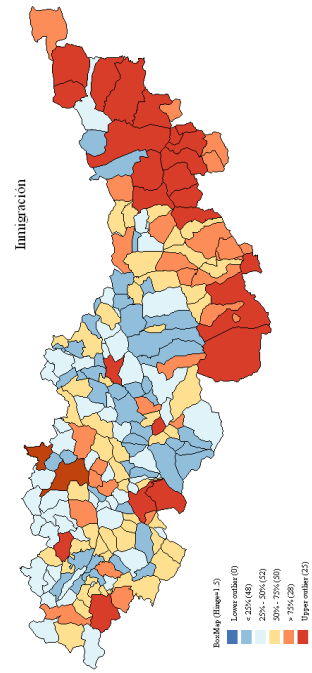 Inmigración
BoxMap (Hinge=1.5)
Lower outlier (0)
< 25% (48)
25% - 50% (52)
50% - 75% (50)
> 75% (28)
Upper outlier (25)